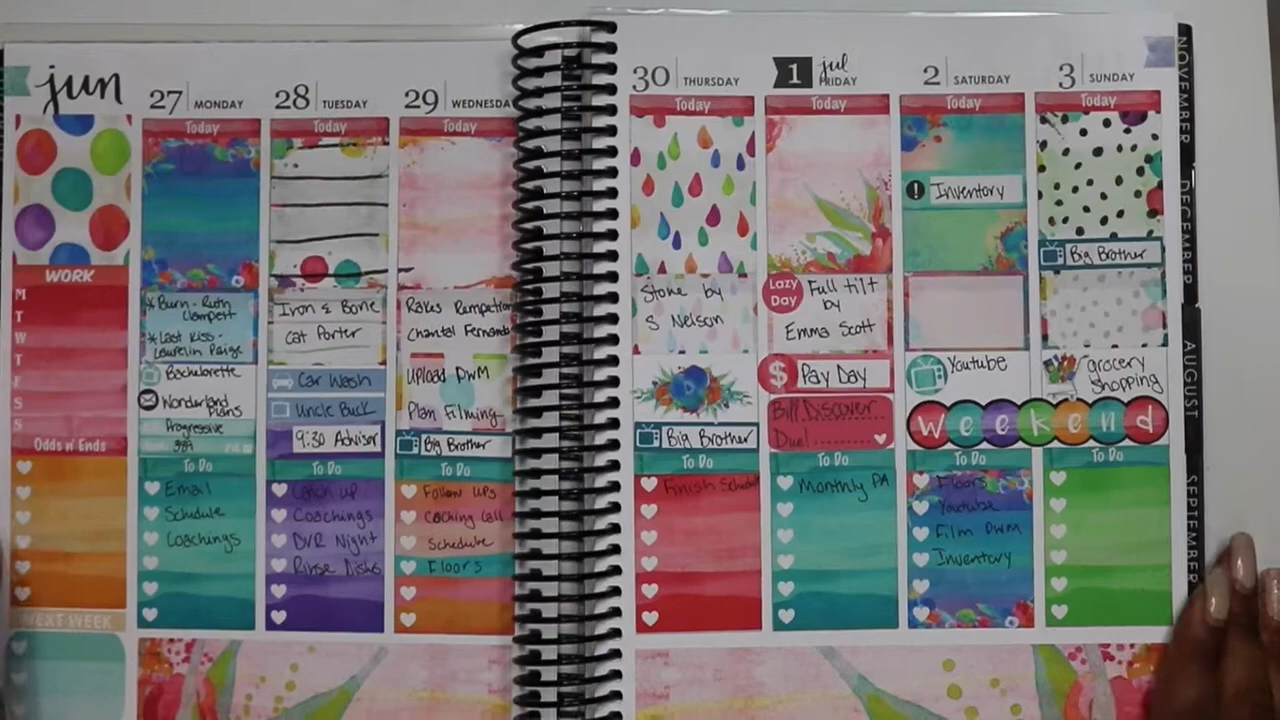 jun
WORK
M
T
W
T
F
S
S
Odds n' Ends
NEXT WEEK
27 MONDAY
Today
* Burn - Ruth
Clampert
* Last Kiss -
Laurelin Paige
Bachelorette
Wonderland
Plans
Progressive
To Do
Email
Schedule
Coachings
28 TUESDAY
Today
Iron & Bone
Cat Porter
Car Wash
Uncle Buck
9:30 Advisor
To Do
Catch up
Coachings
DVR Night
Rinse Dishs
29 WEDNESDA
Today
Chantal Fernando
UPload PWM
Plan Filming
Big Brother
To Do
Follow UPs
Coching Call
Schedule
Floors
30 THURSDAY
Today
Stone by
S Nelson
Big Brother
To Do
Finish Schedule
1 jul
FRIDAY
Today
Lazy
Day
Full tilt
by
Emma Scott
$ Pay Day
Bill: Discover
Due!
To Do
Monthly PA
2 SATURDAY
Today
Inventory
Youtube
weekend
To Do
Floors
Youtube
Film PWM
Inventory
3 SUNDAY
Today
Big Brother
grocery
Shopping
To Do
NOVEMBER
DECEMBER
AUGUST
SEPTEMBER